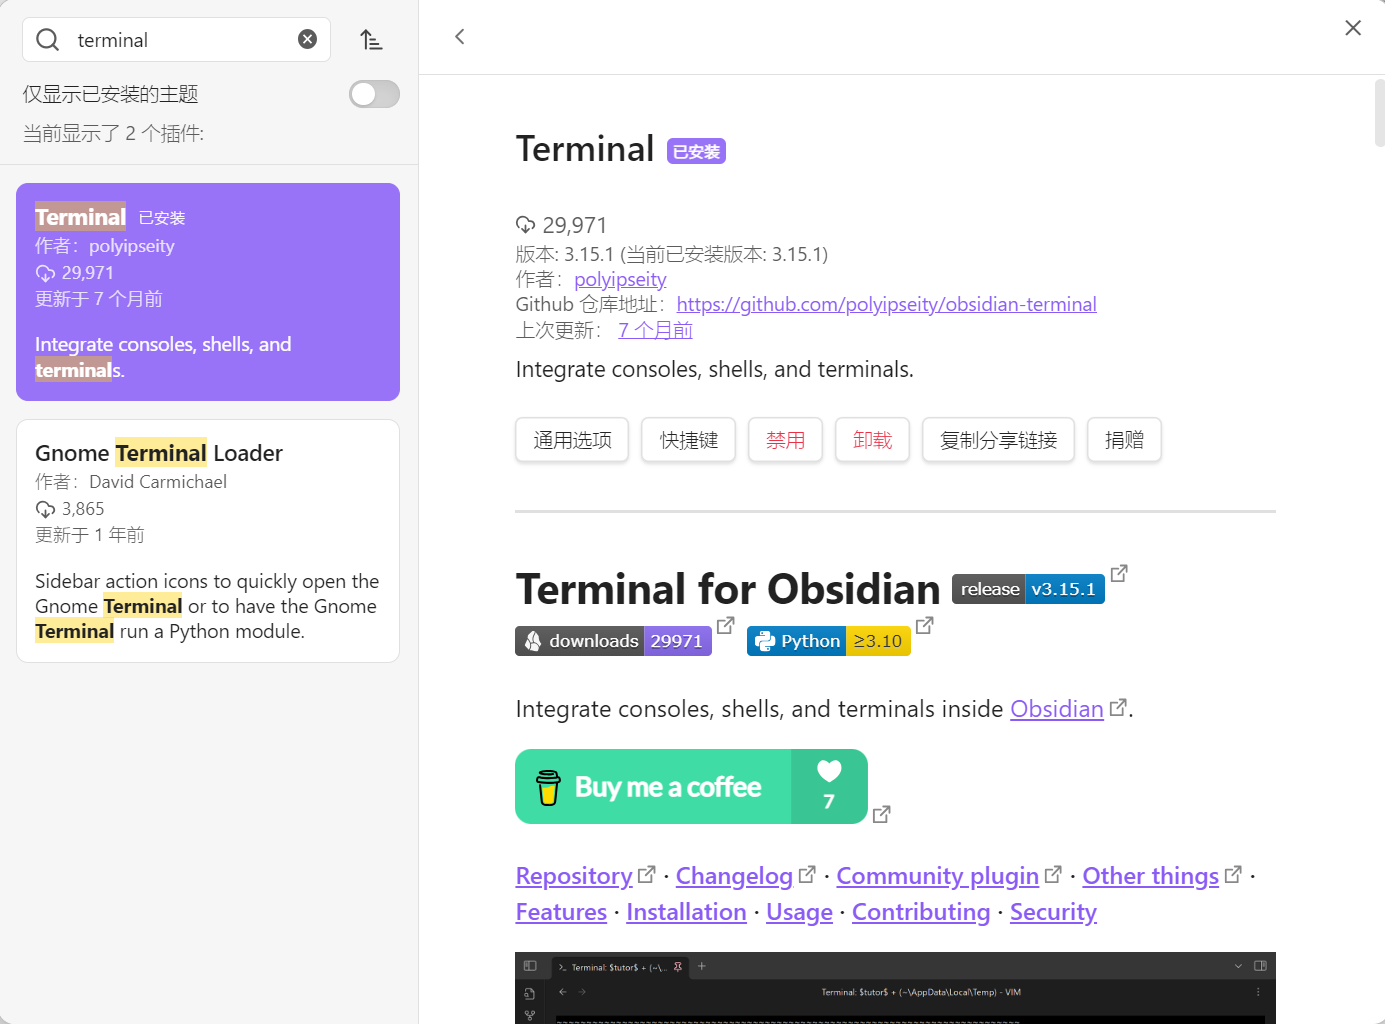 terminal
仅显示已安装的主题
当前显示了 2 个插件:
Terminal 已安装
作者：polyipseity
29,971
更新于 7 个月前
Integrate consoles, shells, and
terminals.
Gnome Terminal Loader
作者：David Carmichael
3,865
更新于 1 年前
Sidebar action icons to quickly open the
Gnome Terminal or to have the Gnome
Terminal run a Python module.
Terminal 已安装
29,971
版本: 3.15.1 (当前已安装版本: 3.15.1)
作者：polyipseity
Github 仓库地址：https://github.com/polyipseity/obsidian-terminal
上次更新： 7 个月前
Integrate consoles, shells, and terminals.
通用选项 快捷键 禁用 卸载 复制分享链接 捐赠
Terminal for Obsidian release v3.15.1
downloads 29971 Python ≥3.10
Integrate consoles, shells, and terminals inside Obsidian.
Buy me a coffee 7
Repository · Changelog · Community plugin · Other things ·
Features · Installation · Usage · Contributing · Security
Terminal: $tutor$ + (~\...
Terminal: $tutor$ + (~\AppData\Local\Temp) - VIM